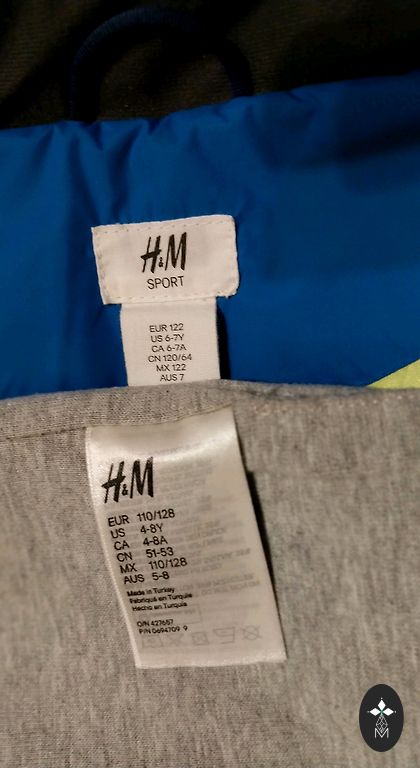 H&M
SPORT
EUR 122
US 6-7Y
CA 6-7A
CN 120/64
MX 122
AUS 7
H&M
EUR 110/128
US 4-8Y
CA 4-8A
CN 51-53
MX 110/128
AUS 5-8
Made in Turkey
Fabriqué en Turquie
Hecho en Turquía
O/N 427657
P/N 0694709 9
M